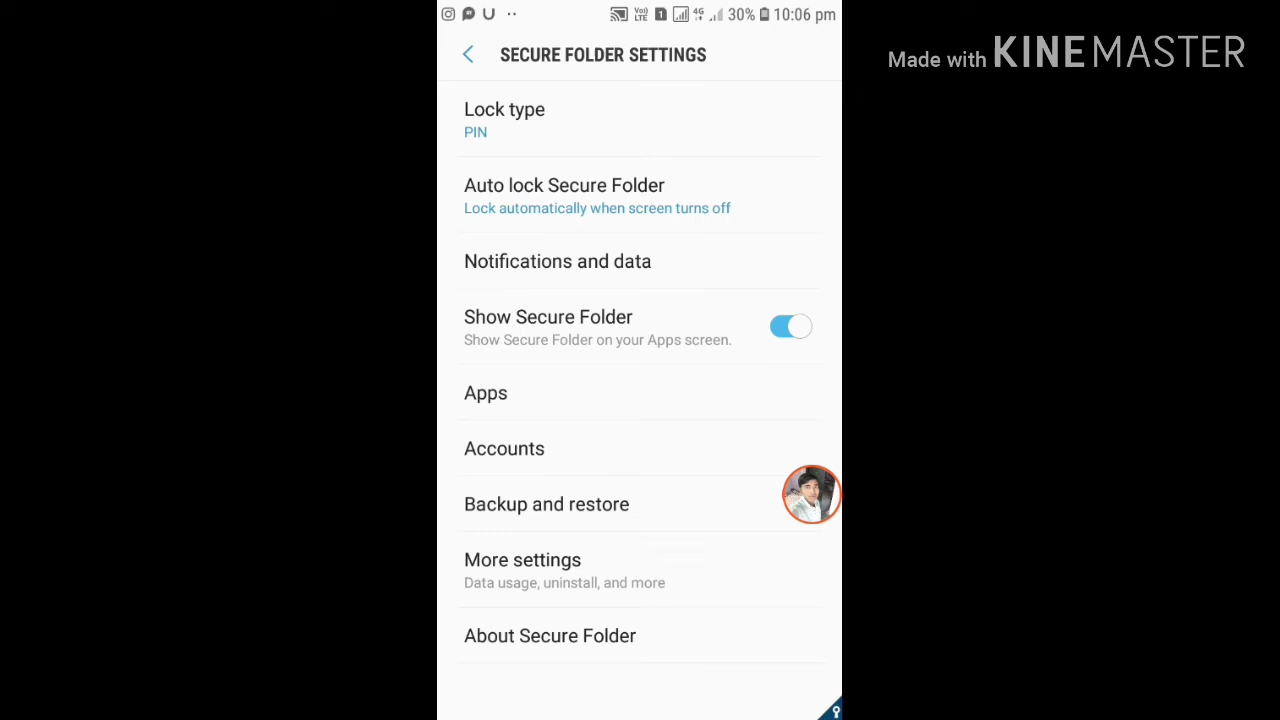 30% 10:06 pm
Made with KINEMASTER
SECURE FOLDER SETTINGS
Lock type
PIN
Auto lock Secure Folder
Lock automatically when screen turns off
Notifications and data
Show Secure Folder
Show Secure Folder on your Apps screen.
Apps
Accounts
Backup and restore
More settings
Data usage, uninstall, and more
About Secure Folder